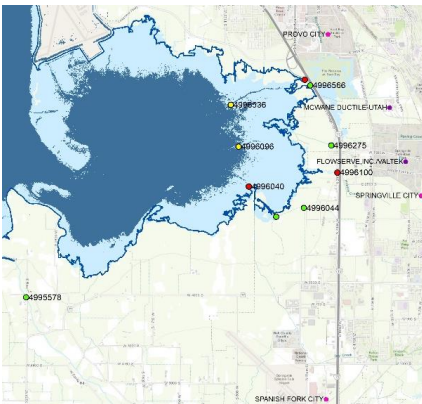 PROVO CITY
4996566
4996536
MCWANE DUCTILE-UTAH
4996275
4996096
FLOWSERVE, INC./VALTEK
4996100
4996040
SPRINGVILLE CITY
4996044
4995578
SPANISH FORK CITY